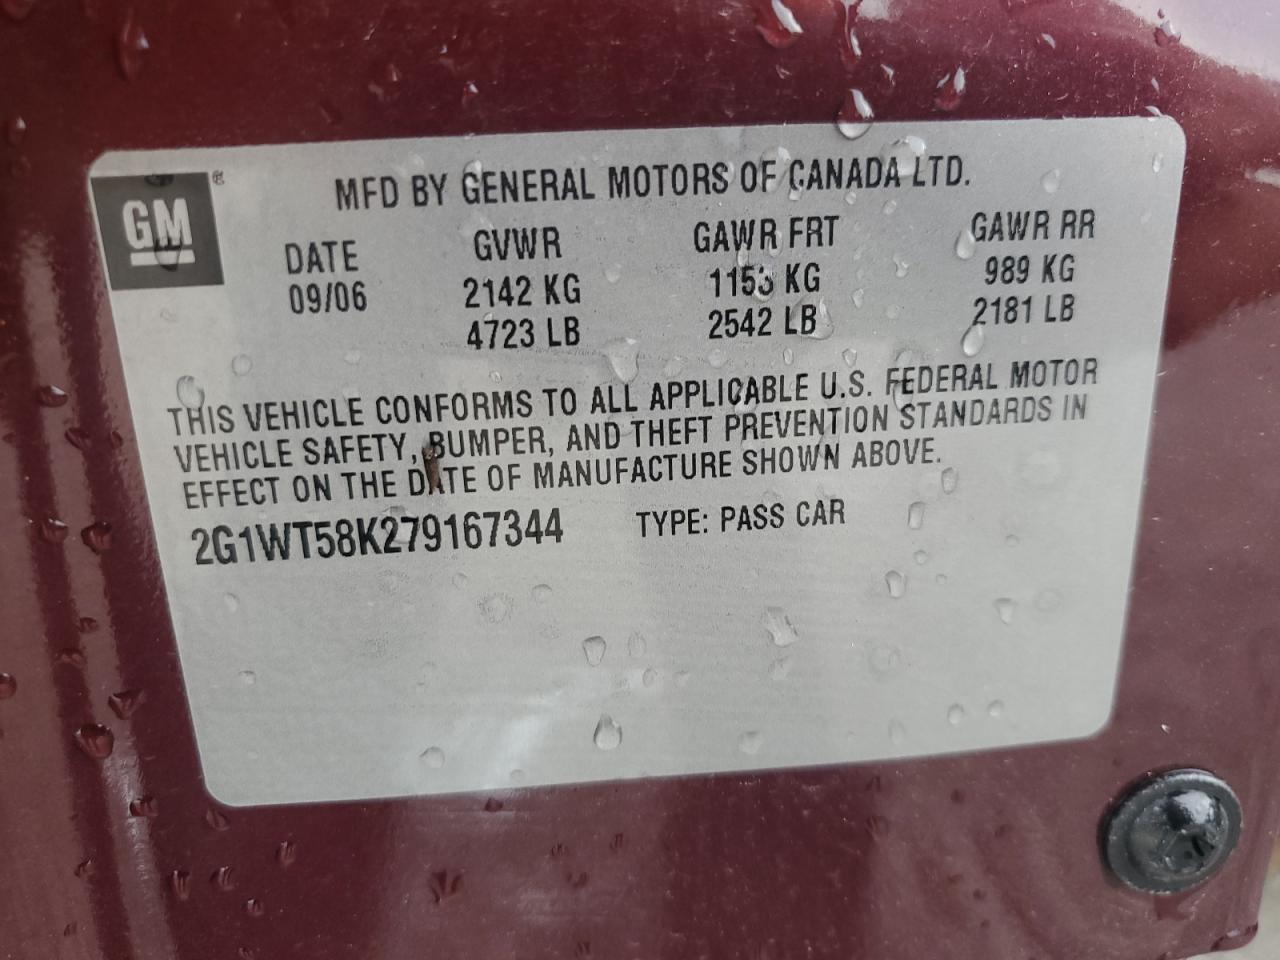 GM®
MFD BY GENERAL MOTORS OF CANADA LTD.
DATE GVWR GAWR FRT GAWR RR
09/06 2142 KG 1153 KG 989 KG
4723 LB 2542 LB 2181 LB
THIS VEHICLE CONFORMS TO ALL APPLICABLE U.S. FEDERAL MOTOR
VEHICLE SAFETY, BUMPER, AND THEFT PREVENTION STANDARDS IN
EFFECT ON THE DATE OF MANUFACTURE SHOWN ABOVE.
2G1WT58K279167344 TYPE: PASS CAR